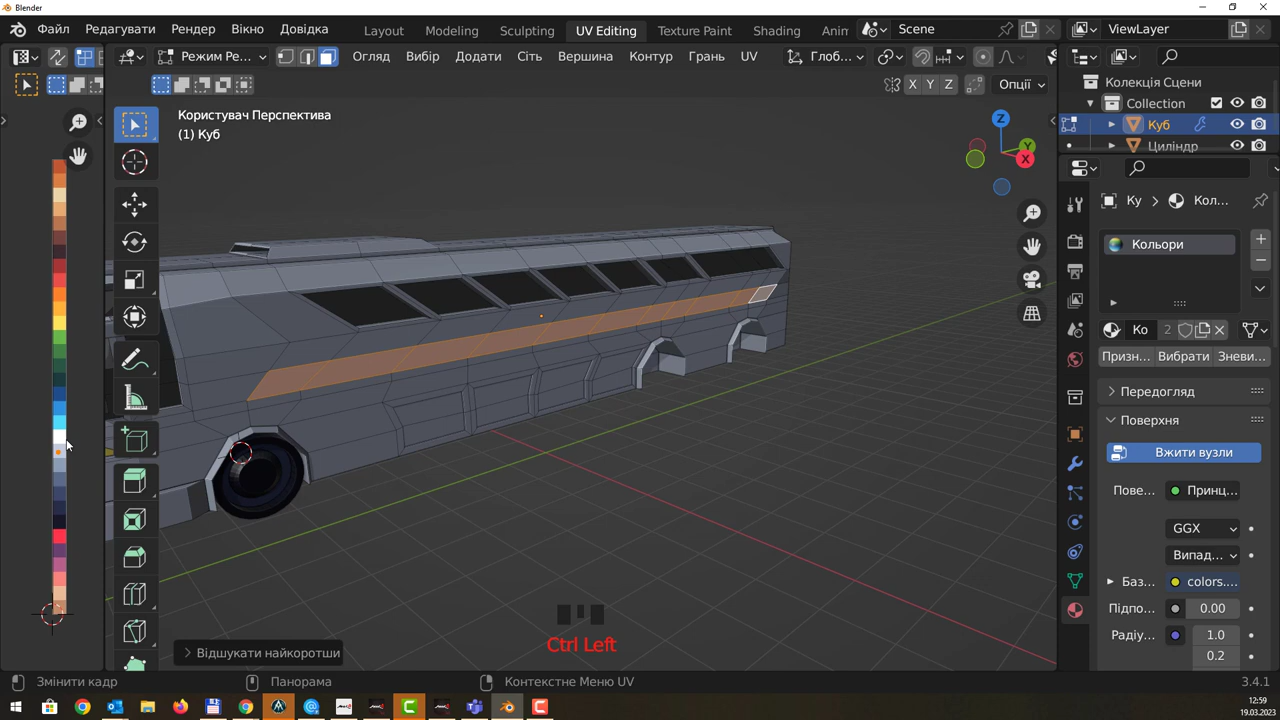 Blender
Файл Редагувати Рендер Вікно Довідка Layout Modeling Sculpting UV Editing Texture Paint Shading Anim Scene ViewLayer
Режим Ре... Огляд Вибір Додати Сіть Вершина Контур Грань UV Глоб...
X Y Z Опції
Користувач Перспектива
(1) Куб
Z
Y
X
Колекція Сцени
Collection
Куб
Циліндр
Ку > Кол...
Кольори
Ко 2
Призн... Вибрати Зневи...
Передогляд
Поверхня
Вжити вузли
Пове... Принц...
GGX
Випад...
Баз... colors....
Підпо... 0.00
Радіу... 1.0
0.2
Ctrl Left
Відшукати найкоротши
Змінити кадр Панорама Контекстне Меню UV 3.4.1
12:59
19.03.2023